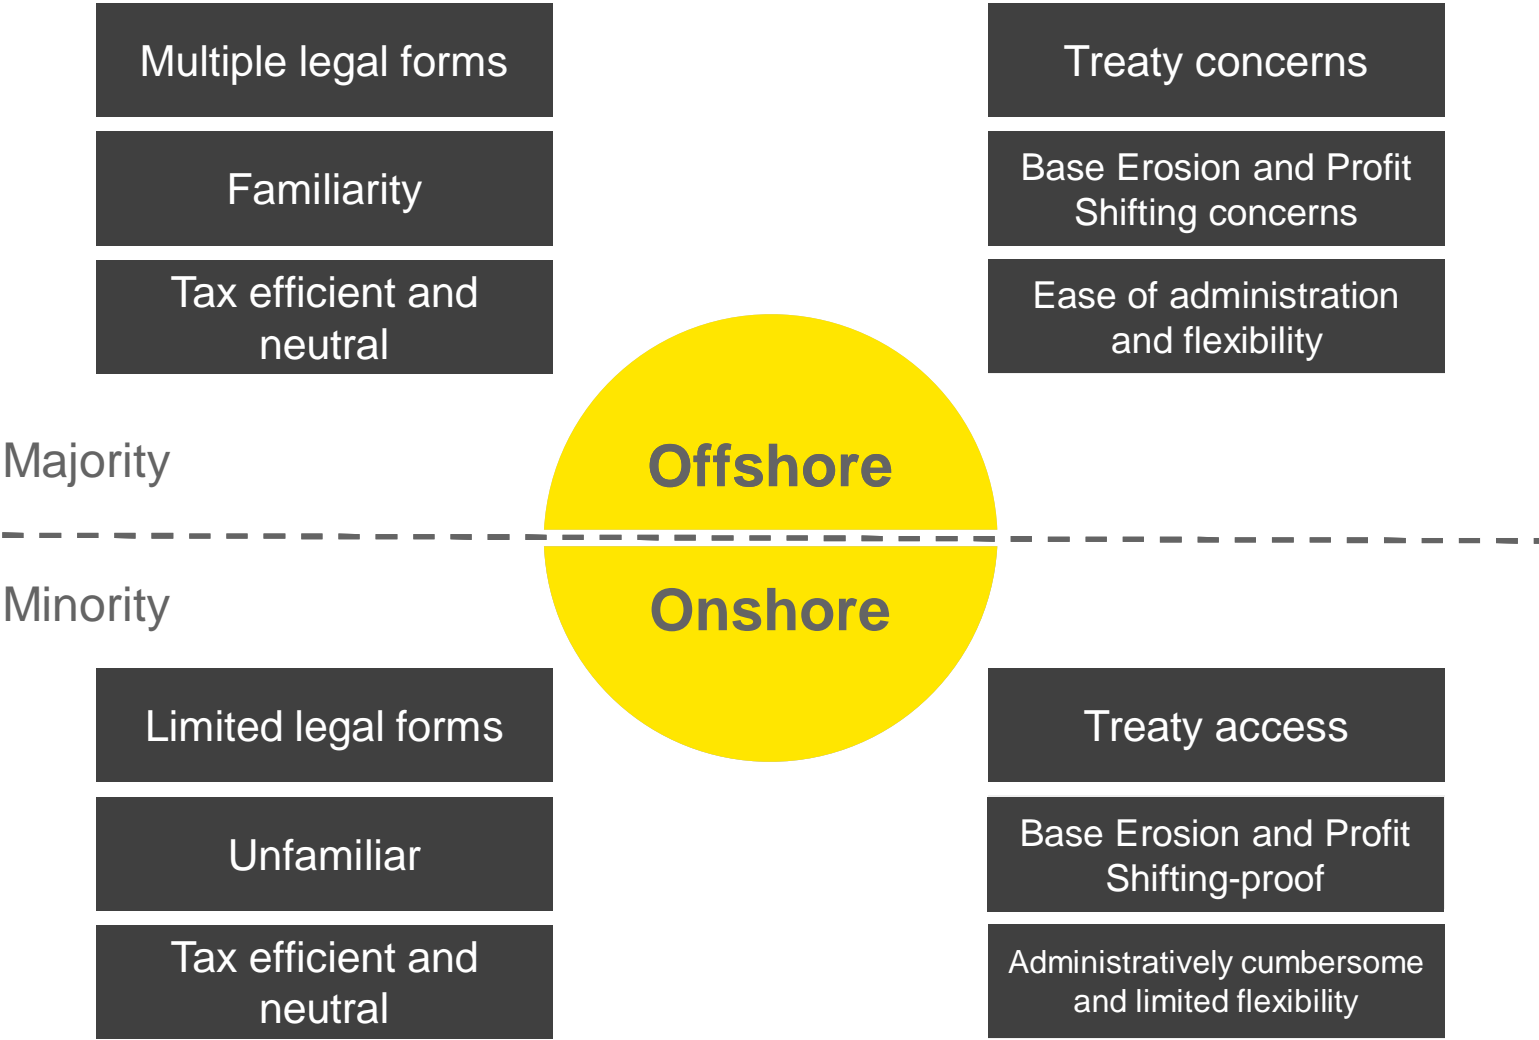 Multiple legal forms
Familiarity
Tax efficient and
neutral
Treaty concerns
Base Erosion and Profit
Shifting concerns
Ease of administration
and flexibility
Majority
Offshore
Minority
Onshore
Limited legal forms
Unfamiliar
Tax efficient and
neutral
Treaty access
Base Erosion and Profit
Shifting-proof
Administratively cumbersome
and limited flexibility